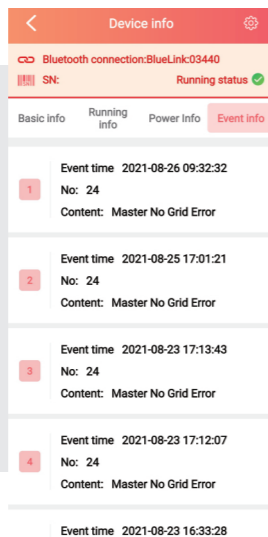 Device info
Bluetooth connection:BlueLink:03440
SN: Running status
Basic info Running info Power Info Event info
1
Event time 2021-08-26 09:32:32
No: 24
Content: Master No Grid Error
2
Event time 2021-08-25 17:01:21
No: 24
Content: Master No Grid Error
3
Event time 2021-08-23 17:13:43
No: 24
Content: Master No Grid Error
4
Event time 2021-08-23 17:12:07
No: 24
Content: Master No Grid Error
Event time 2021-08-23 16:33:28